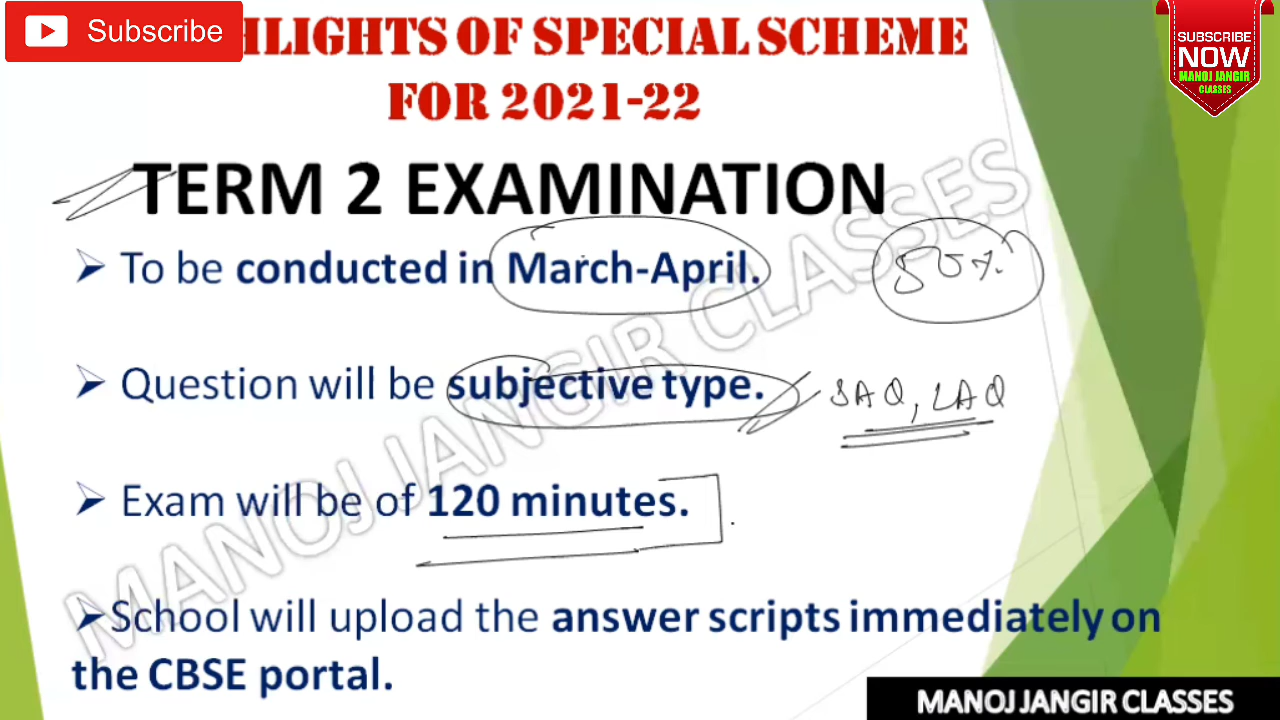 Subscribe
HLIGHTS OF SPECIAL SCHEME
FOR 2021-22
SUBSCRIBE
NOW
MANOJ JANGIR
CLASSES
TERM 2 EXAMINATION
➢ To be conducted in March-April.
50%
➢ Question will be subjective type.
SAQ, LAQ
➢ Exam will be of 120 minutes.
➢School will upload the answer scripts immediately on
the CBSE portal.
MANOJ JANGIR CLASSES
MANOJ JANGIR CLASSES